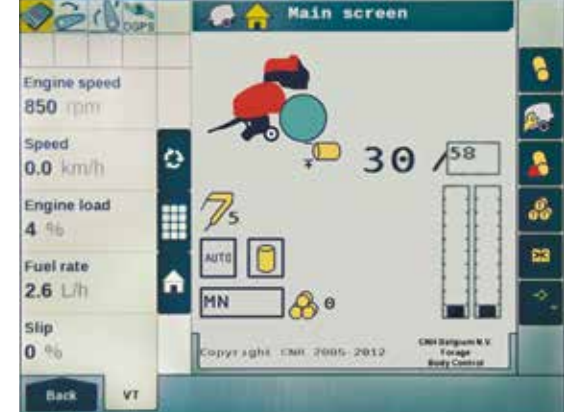 DGPS
Main screen
Engine speed
850 rpm
Speed
0.0 km/h
Engine load
4 %
Fuel rate
2.6 L/h
Slip
0 %
30 / 58
5
AUTO
MN
0
Copyright CNH 2005-2012
CNH Belgium N.V.
Forage
Body Control
Back
VT